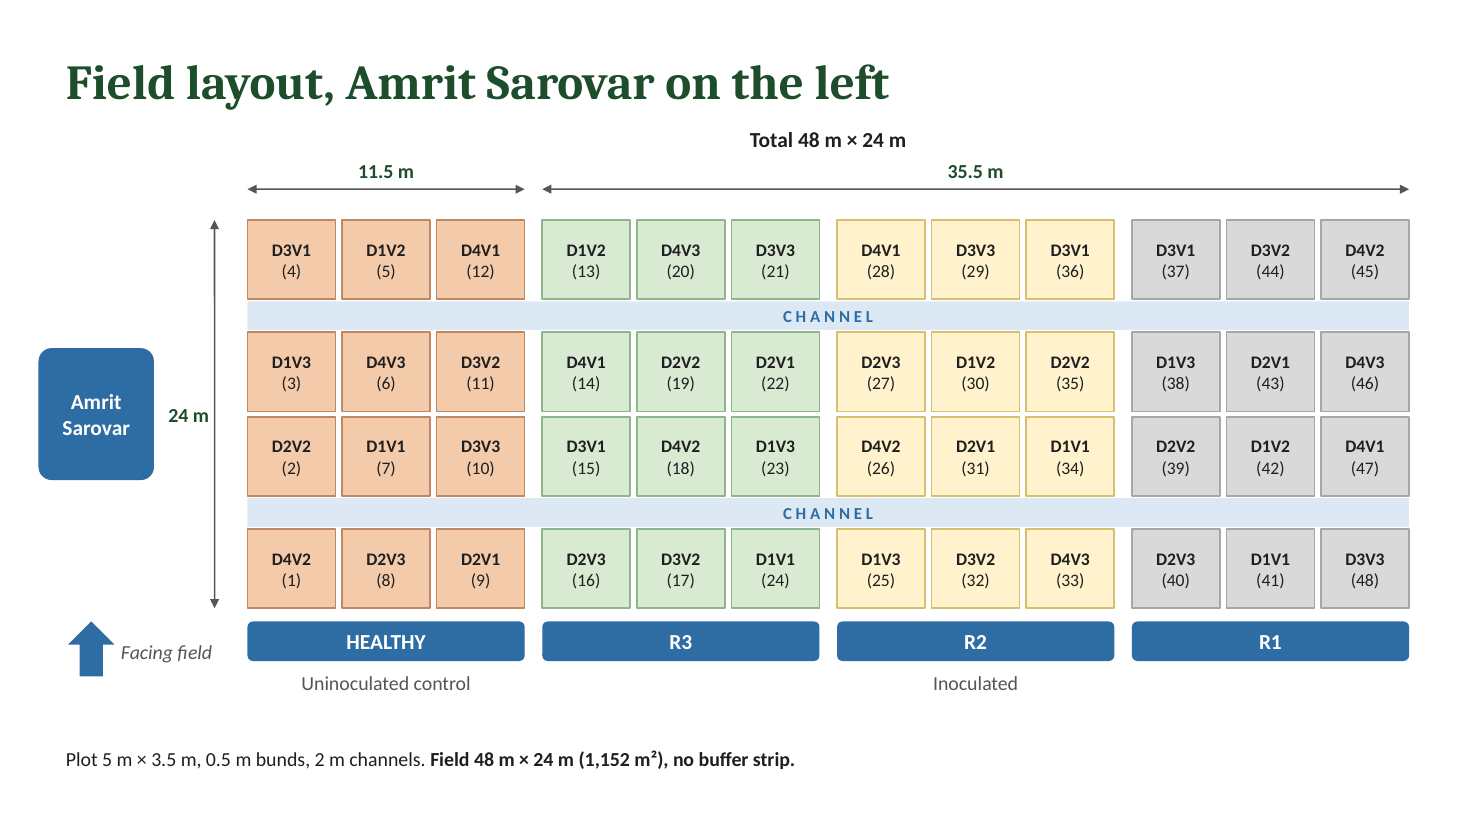 Field layout, Amrit Sarovar on the left
Total 48 m × 24 m
11.5 m
35.5 m
D3V1 D1V2 D4V1 D1V2 D4V3 D3V3 D4V1 D3V3 D3V1 D3V1 D3V2 D4V2
(4) (5) (12) (13) (20) (21) (28) (29) (36) (37) (44) (45)
CHANNEL
D1V3 D4V3 D3V2 D4V1 D2V2 D2V1 D2V3 D1V2 D2V2 D1V3 D2V1 D4V3
(3) (6) (11) (14) (19) (22) (27) (30) (35) (38) (43) (46)
Amrit
Sarovar
24 m
D2V2 D1V1 D3V3 D3V1 D4V2 D1V3 D4V2 D2V1 D1V1 D2V2 D1V2 D4V1
(2) (7) (10) (15) (18) (23) (26) (31) (34) (39) (42) (47)
CHANNEL
D4V2 D2V3 D2V1 D2V3 D3V2 D1V1 D1V3 D3V2 D4V3 D2V3 D1V1 D3V3
(1) (8) (9) (16) (17) (24) (25) (32) (33) (40) (41) (48)
Facing field
HEALTHY R3 R2 R1
Uninoculated control
Inoculated
Plot 5 m × 3.5 m, 0.5 m bunds, 2 m channels. Field 48 m × 24 m (1,152 m²), no buffer strip.